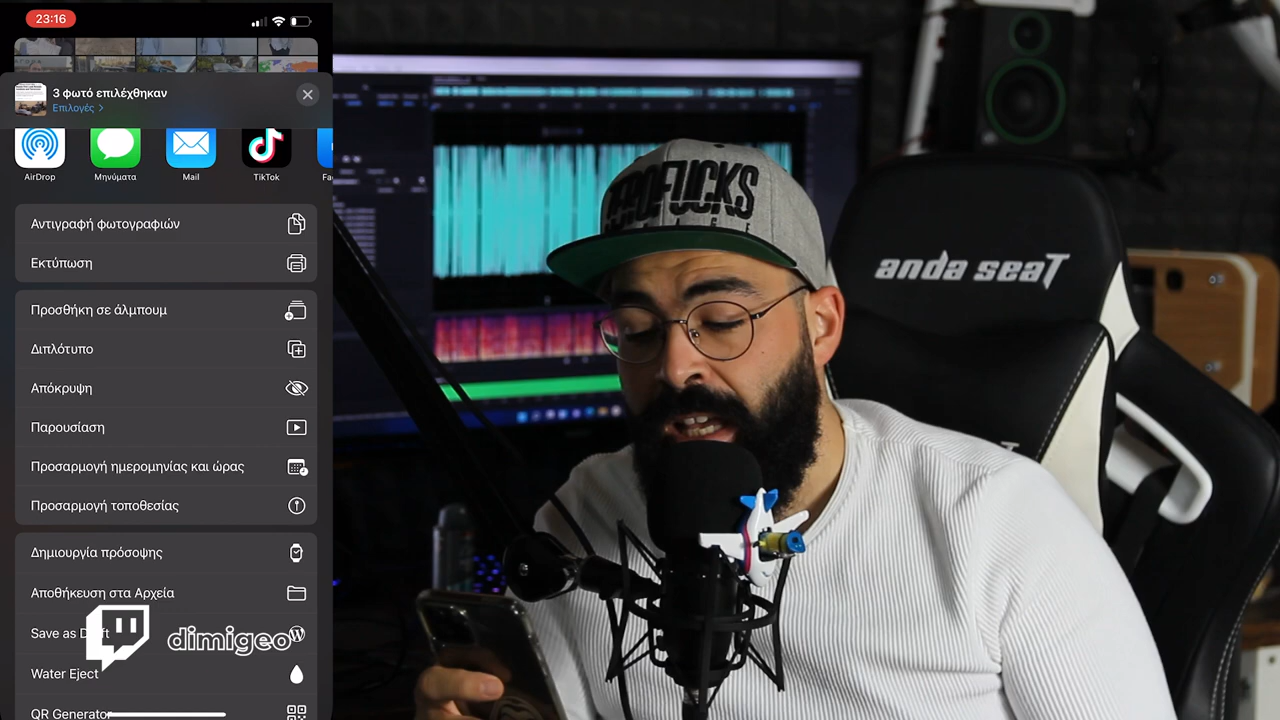 23:16
3 φωτό επιλέχθηκαν
Επιλογές >
AirDrop
Μηνύματα
Mail
TikTok
Αντιγραφή φωτογραφιών
Εκτύπωση
Προσθήκη σε άλμπουμ
Διπλότυπο
Απόκρυψη
Παρουσίαση
Προσαρμογή ημερομηνίας και ώρας
Προσαρμογή τοποθεσίας
Δημιουργία πρόσοψης
Αποθήκευση στα Αρχεία
Save as
dimigeo
Water Eject
QR Generator
anda seaT